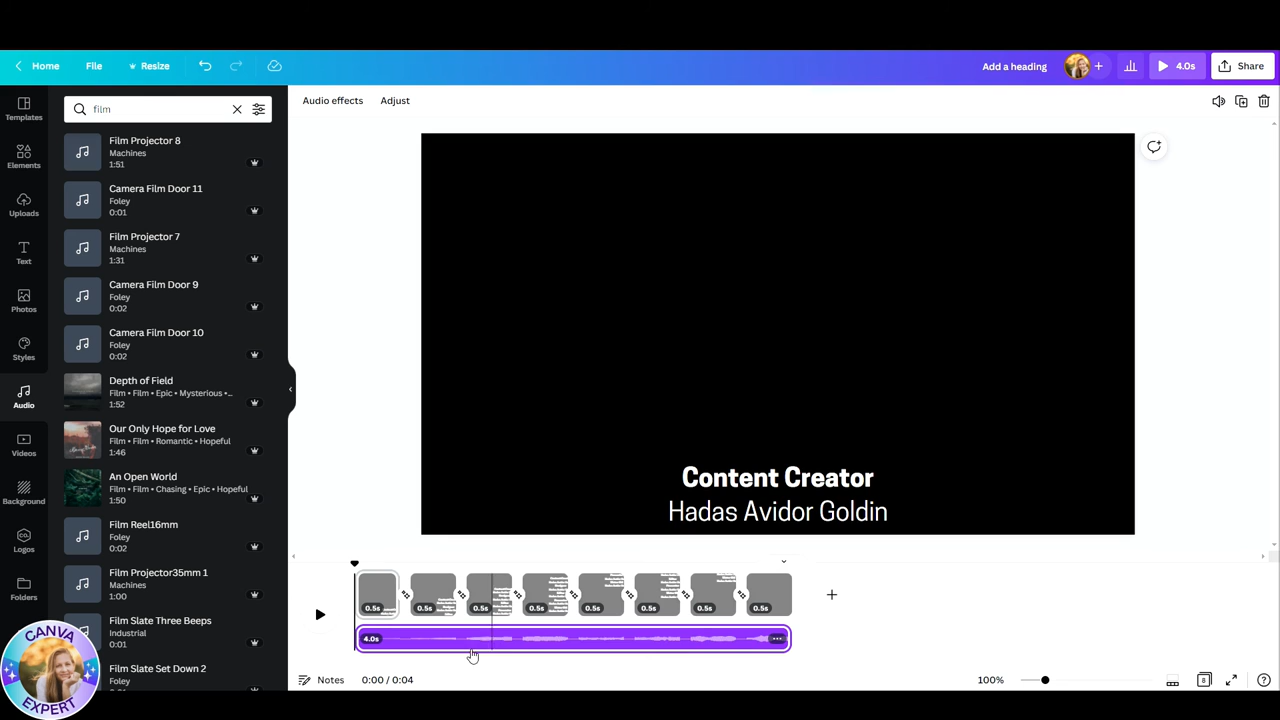 Home
File
Resize
Add a heading
4.0s
Share
Templates
Elements
Uploads
Text
Photos
Styles
Audio
Videos
Background
Logos
Folders
film
Film Projector 8
Machines
1:51
Camera Film Door 11
Foley
0:01
Film Projector 7
Machines
1:31
Camera Film Door 9
Foley
0:02
Camera Film Door 10
Foley
0:02
Depth of Field
Film • Film • Epic • Mysterious •...
1:52
Our Only Hope for Love
Film • Film • Romantic • Hopeful
1:46
An Open World
Film • Film • Chasing • Epic • Hopeful
1:50
Film Reel16mm
Foley
0:02
Film Projector35mm 1
Machines
1:00
Film Slate Three Beeps
Industrial
0:01
Film Slate Set Down 2
Foley
Audio effects
Adjust
Content Creator
Hadas Avidor Goldin
0.5s
0.5s
0.5s
0.5s
0.5s
0.5s
0.5s
0.5s
4.0s
Notes
0:00 / 0:04
100%
8
CANVA
EXPERT